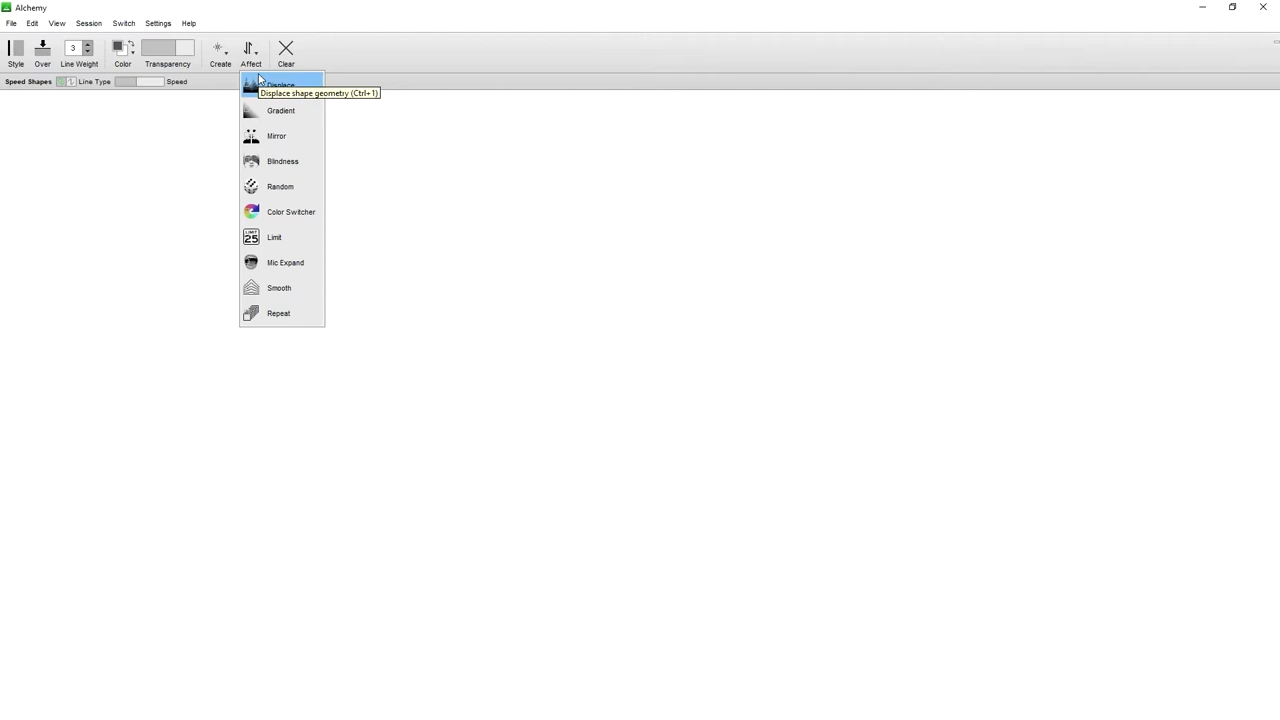 Alchemy
File Edit View Session Switch Settings Help
3
Style Over Line Weight Color Transparency Create Affect Clear
Speed Shapes Line Type Speed
Displace
Displace shape geometry (Ctrl+1)
Gradient
Mirror
Blindness
Random
Color Switcher
LIMIT
25 Limit
Mic Expand
Smooth
Repeat